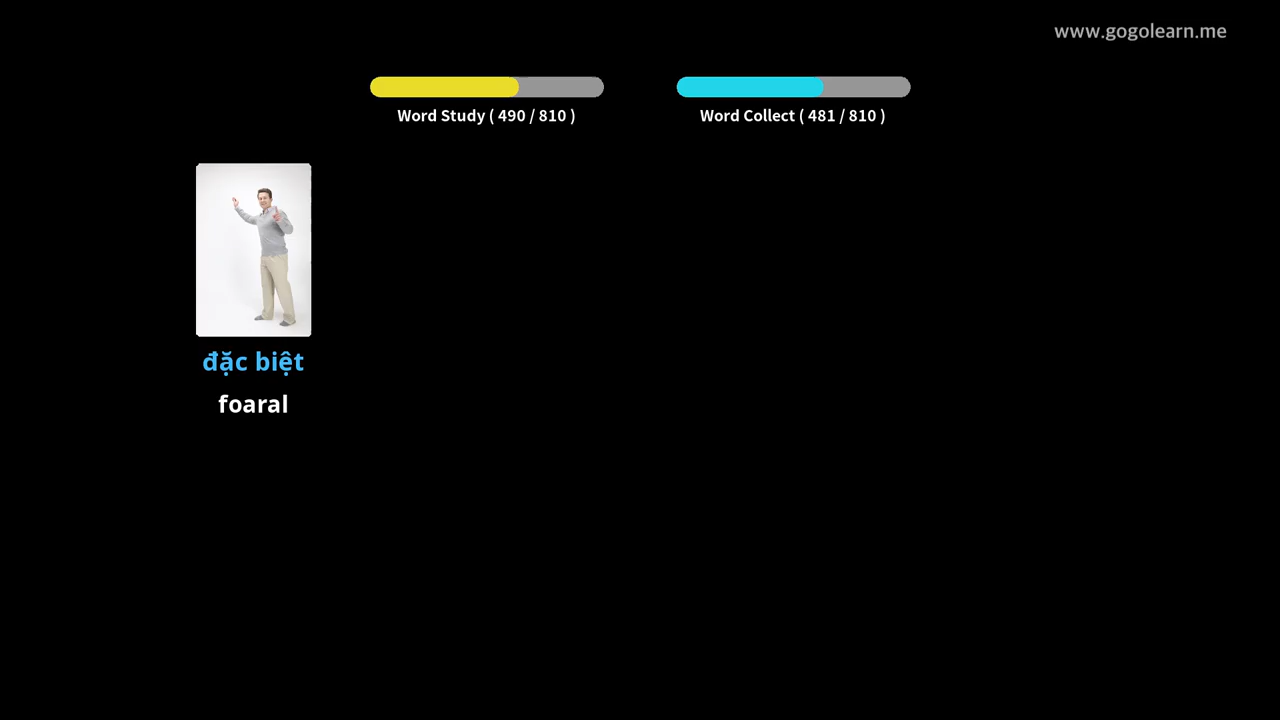 www.gogolearn.me
Word Study ( 490 / 810 )
Word Collect ( 481 / 810 )
đặc biệt
foaral